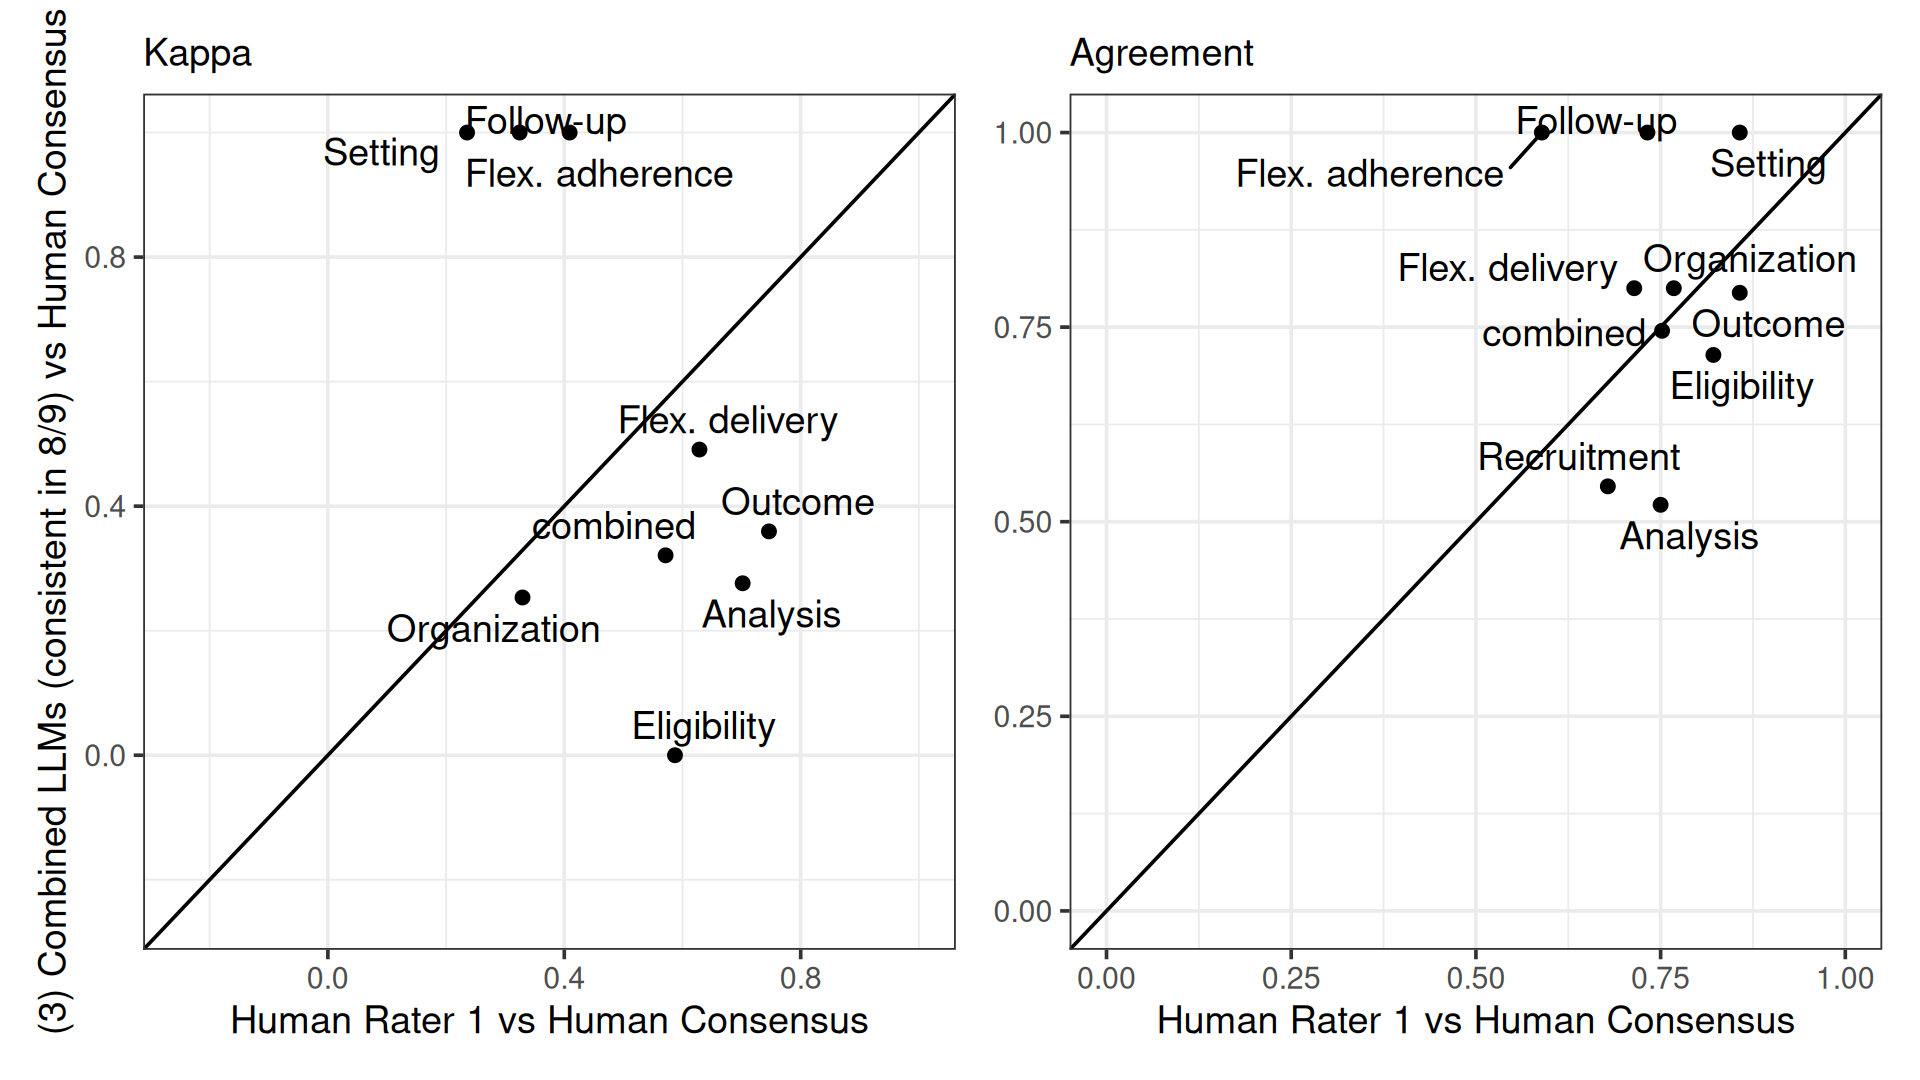 (3) Combined LLMs (consistent in 8/9) vs Human Consensus
Kappa
Follow-up
Setting
Flex. adherence
0.8
Flex. delivery
Outcome
0.4
combined
Analysis
Organization
Eligibility
0.0
0.0 0.4 0.8
Human Rater 1 vs Human Consensus
Agreement
1.00
Follow-up
Setting
Flex. adherence
Organization
Flex. delivery
0.75
combined
Outcome
Eligibility
Recruitment
0.50
Analysis
0.25
0.00
0.00 0.25 0.50 0.75 1.00
Human Rater 1 vs Human Consensus